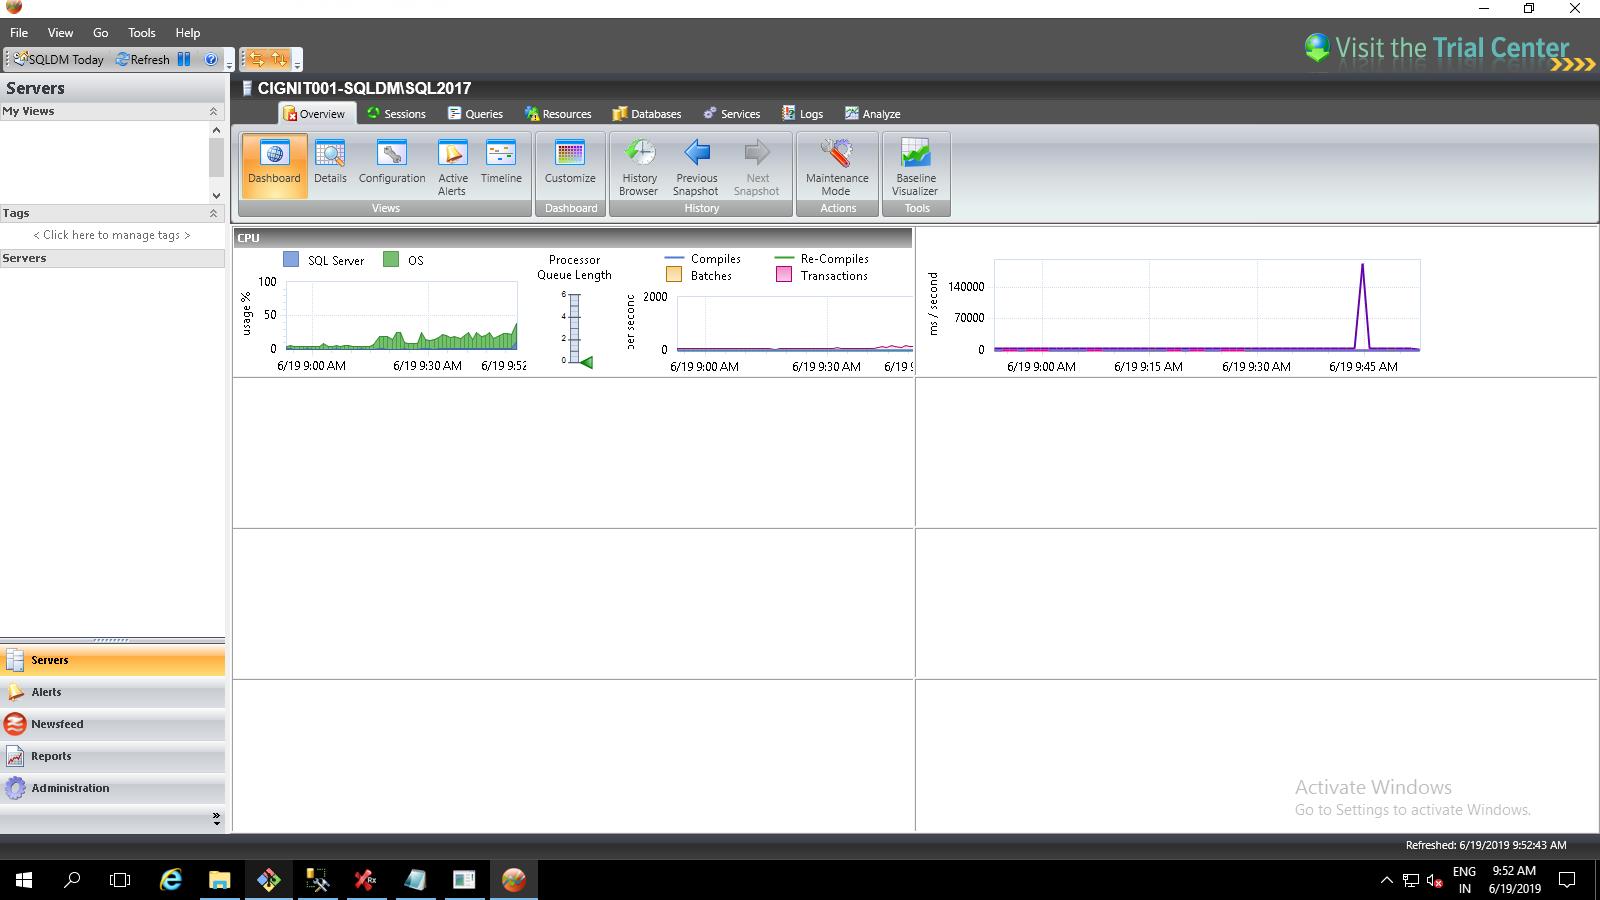 File View Go Tools Help
SQLDM Today Refresh
Visit the Trial Center
Servers
My Views
Tags
< Click here to manage tags >
Servers
Servers
Alerts
Newsfeed
Reports
Administration
CIGNIT001-SQLDM\SQL2017
Overview Sessions Queries Resources Databases Services Logs Analyze
Dashboard Details Configuration Active Alerts Timeline
Views
Customize
Dashboard
History Browser Previous Snapshot Next Snapshot
History
Maintenance Mode
Actions
Baseline Visualizer
Tools
CPU
SQL Server OS
usage %
100
50
0
6/19 9:00 AM 6/19 9:30 AM 6/19 9:52
Processor
Queue Length
6
4
2
0
Compiles Re-Compiles
Batches Transactions
per second
2000
0
6/19 9:00 AM 6/19 9:30 AM 6/19 9
ms / second
140000
70000
0
6/19 9:00 AM 6/19 9:15 AM 6/19 9:30 AM 6/19 9:45 AM
Activate Windows
Go to Settings to activate Windows.
Refreshed: 6/19/2019 9:52:43 AM
ENG
IN
9:52 AM
6/19/2019